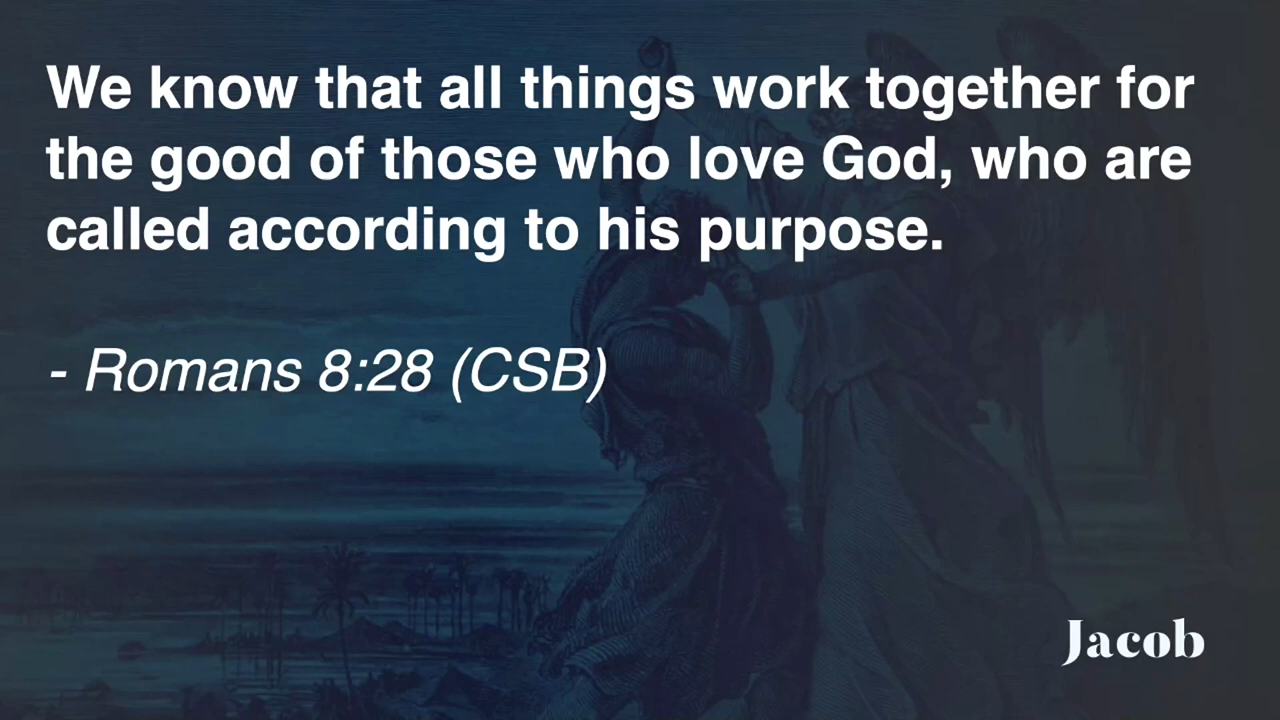 We know that all things work together for
the good of those who love God, who are
called according to his purpose.
- Romans 8:28 (CSB)
Jacob